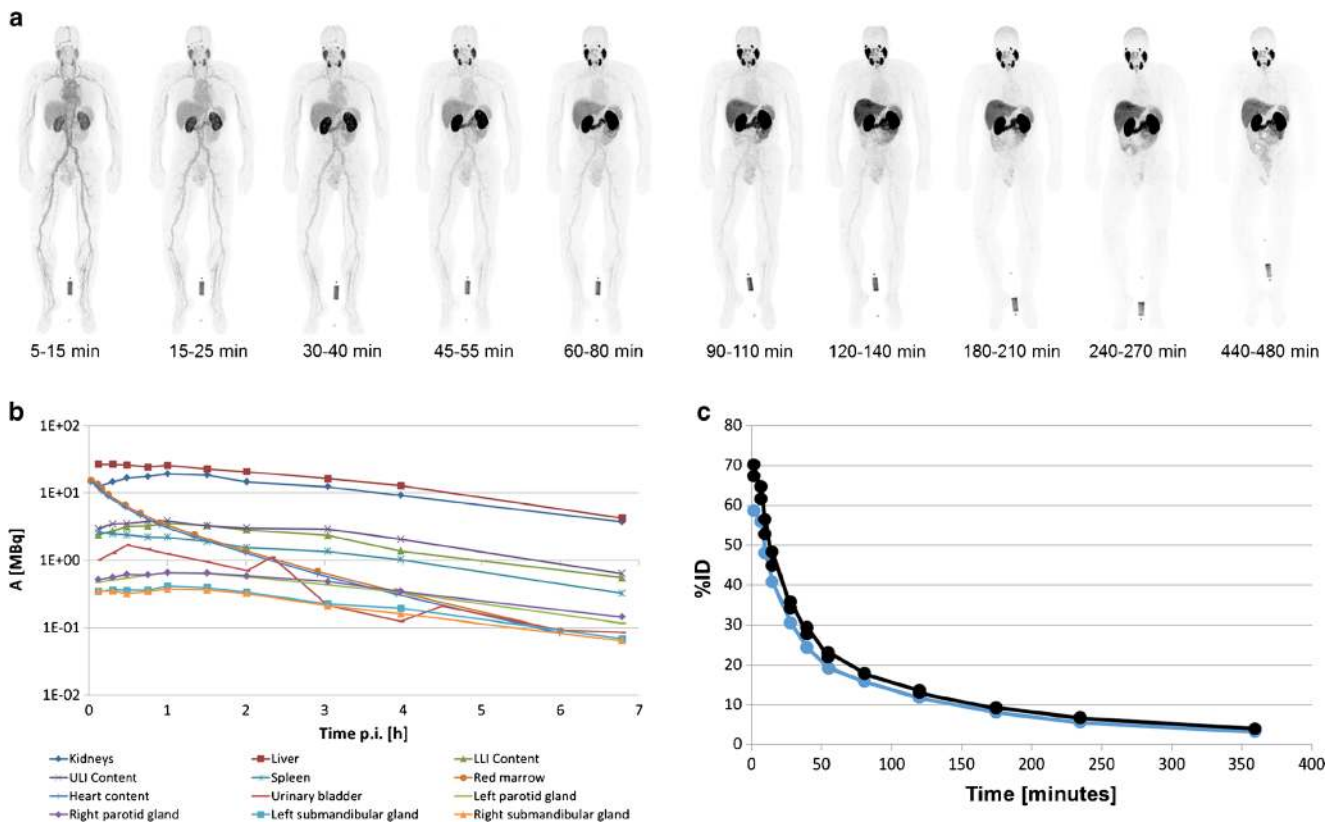 a
5-15 min 15-25 min 30-40 min 45-55 min 60-80 min 90-110 min 120-140 min 180-210 min 240-270 min 440-480 min
b
A [MBq]
1E+02
1E+01
1E+00
1E-01
1E-02
0 1 2 3 4 5 6 7
Time p.i. [h]
Kidneys Liver LLI Content
ULI Content Spleen Red marrow
Heart content Urinary bladder Left parotid gland
Right parotid gland Left submandibular gland Right submandibular gland
c
%ID
80
70
60
50
40
30
20
10
0
0 50 100 150 200 250 300 350 400
Time [minutes]